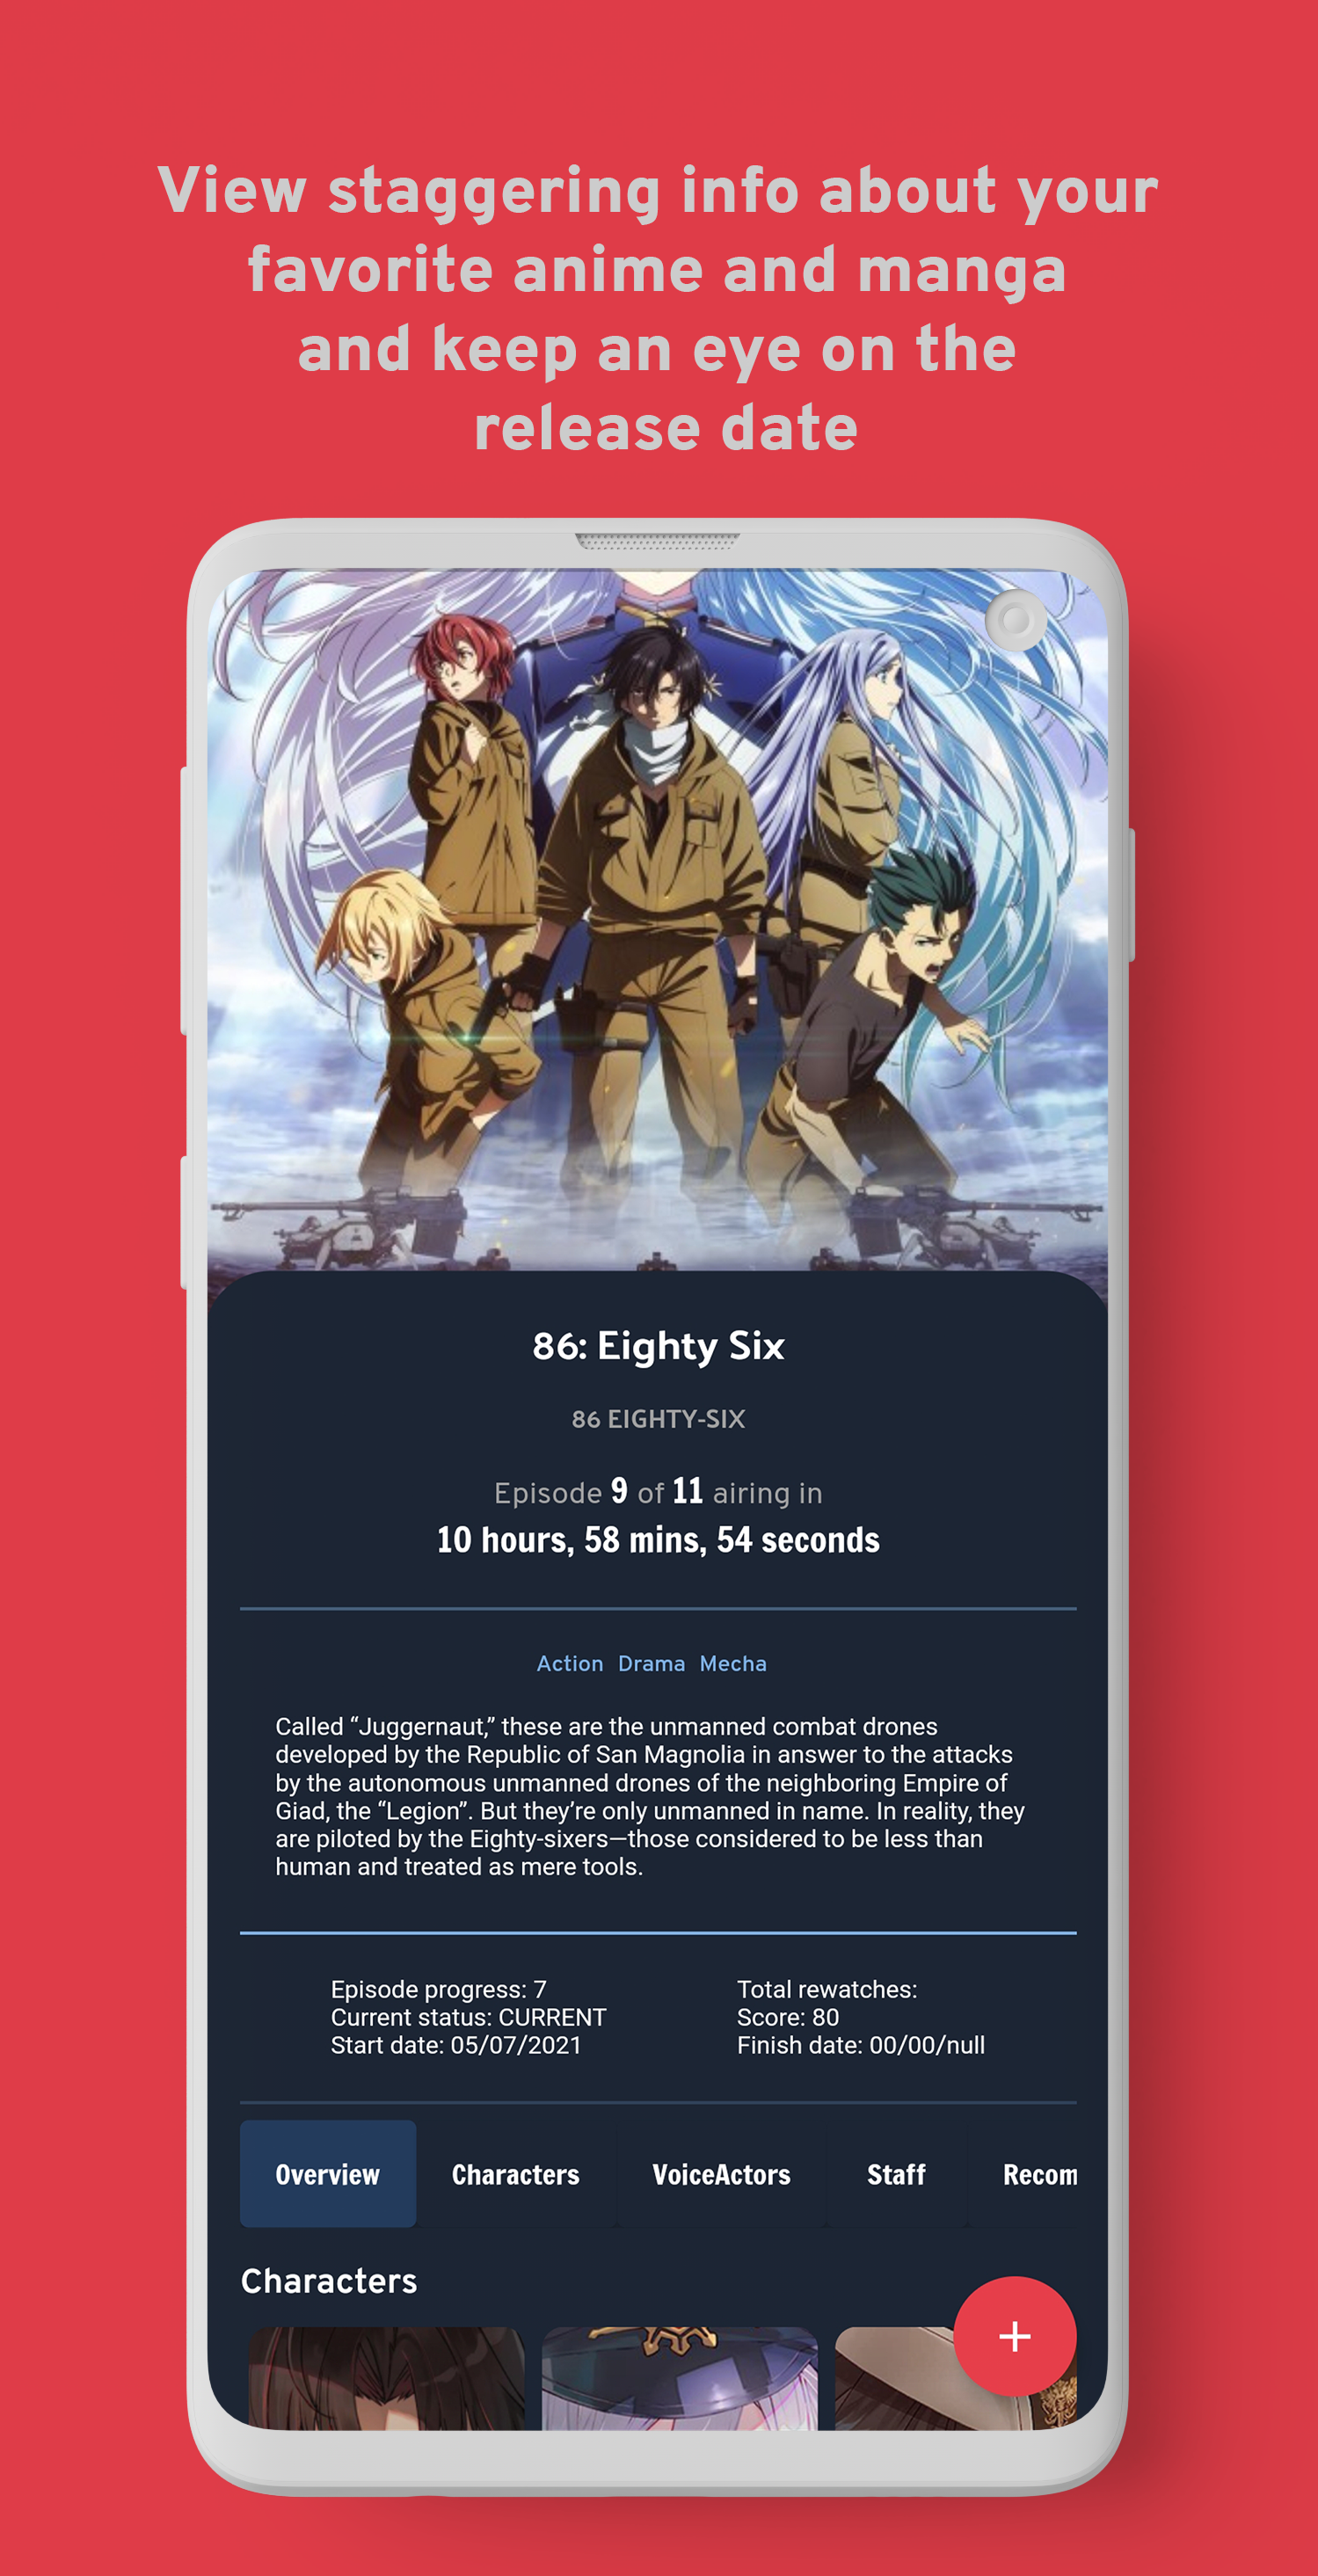 View staggering info about your
favorite anime and manga
and keep an eye on the
release date
86: Eighty Six
86 EIGHTY-SIX
Episode 9 of 11 airing in
10 hours, 58 mins, 54 seconds
Action Drama Mecha
Called “Juggernaut,” these are the unmanned combat drones
developed by the Republic of San Magnolia in answer to the attacks
by the autonomous unmanned drones of the neighboring Empire of
Giad, the “Legion”. But they’re only unmanned in name. In reality, they
are piloted by the Eighty-sixers—those considered to be less than
human and treated as mere tools.
Episode progress: 7
Current status: CURRENT
Start date: 05/07/2021
Total rewatches:
Score: 80
Finish date: 00/00/null
Overview Characters VoiceActors Staff Recom
Characters
+